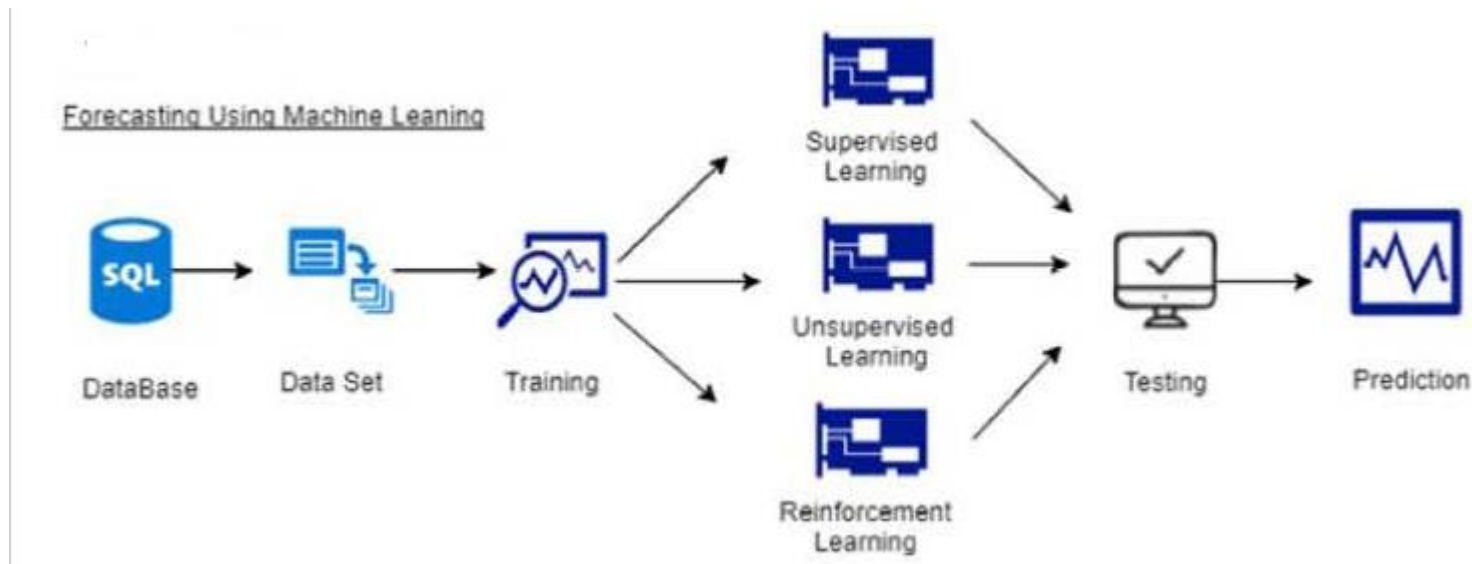 Forecasting Using Machine Leaning
SQL
DataBase
Data Set
Training
Supervised
Learning
Unsupervised
Learning
Reinforcement
Learning
Testing
Prediction